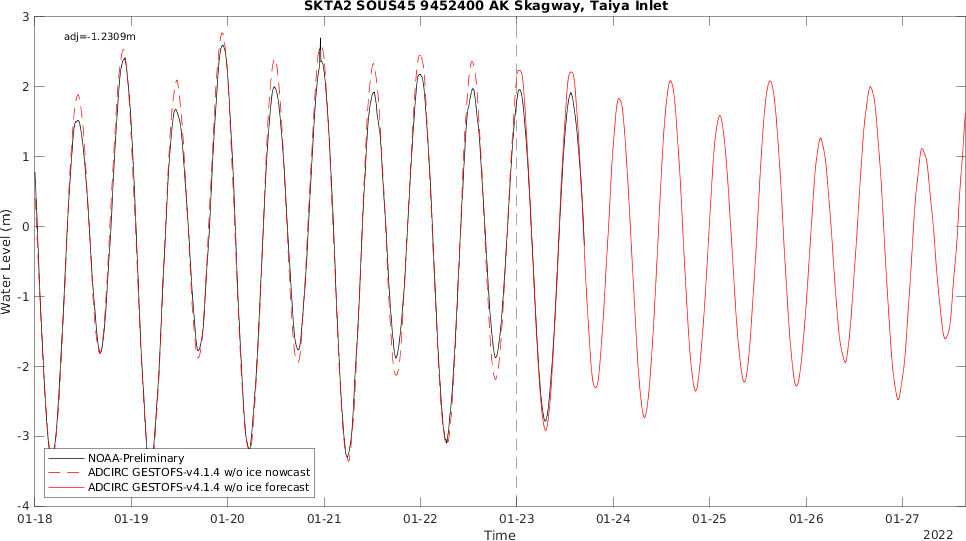 SKTA2 SOUS45 9452400 AK Skagway, Taiya Inlet
adj=-1.2309m
Water Level (m)
3
2
1
0
-1
-2
-3
-4
NOAA-Preliminary
ADCIRC GESTOFS-v4.1.4 w/o ice nowcast
ADCIRC GESTOFS-v4.1.4 w/o ice forecast
01-18 01-19 01-20 01-21 01-22 01-23 01-24 01-25 01-26 01-27
Time
2022